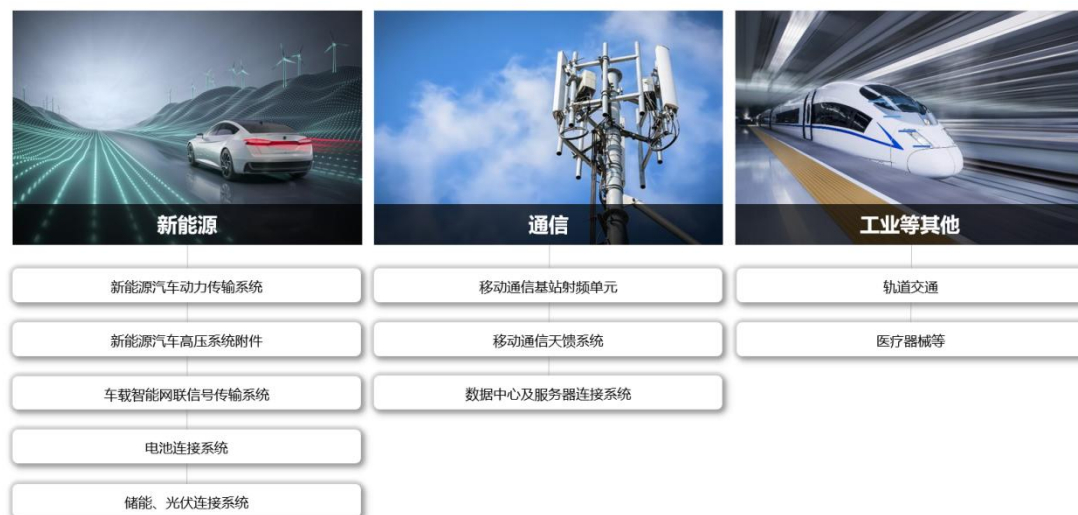 新能源
新能源汽车动力传输系统
新能源汽车高压系统附件
车载智能网联信号传输系统
电池连接系统
储能、光伏连接系统
通信
移动通信基站射频单元
移动通信天馈系统
数据中心及服务器连接系统
工业等其他
轨道交通
医疗器械等